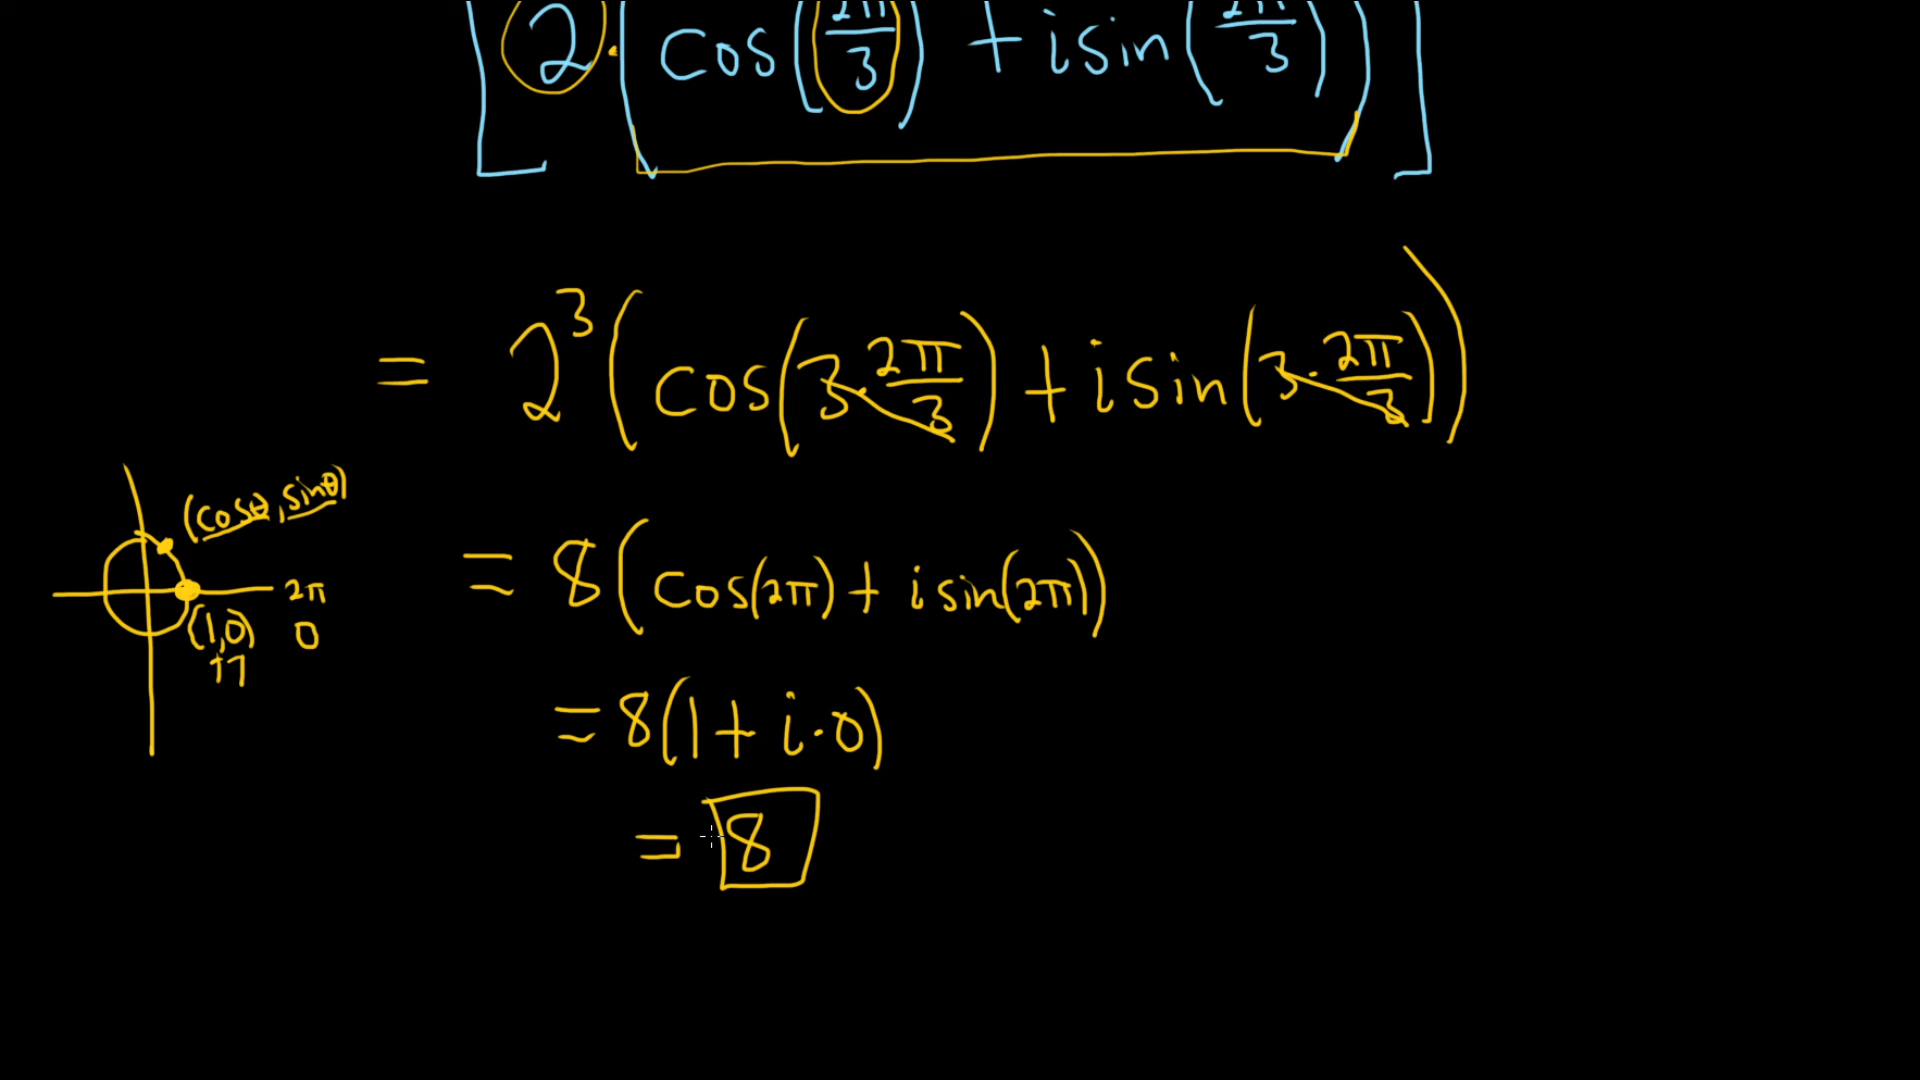 [2·(cos(2π/3) + i sin(2π/3))]
= 2³(cos(3·2π/3) + i sin(3·2π/3))
(cosθ, sinθ)
= 8(cos(2π) + i sin(2π))
2π
(1,0) 0
= 8(1 + i·0)
= 8